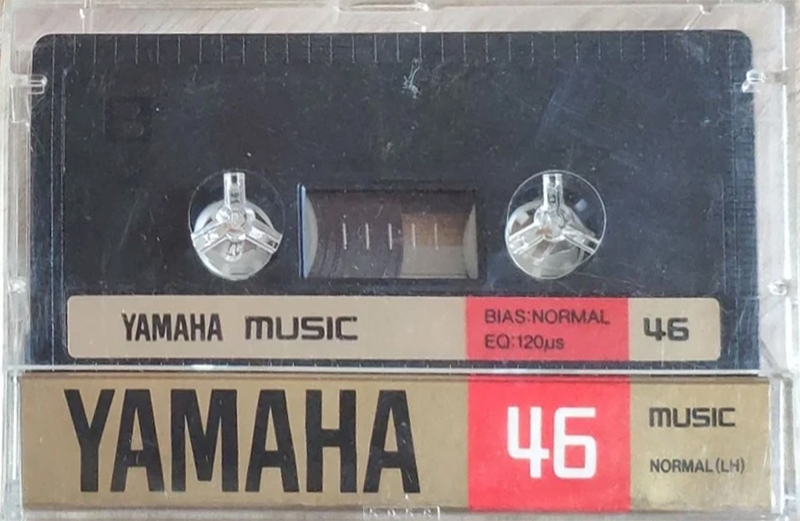 YAMAHA MUSIC
BIAS:NORMAL
EQ:120µs
46
YAMAHA
46
MUSIC
NORMAL(LH)